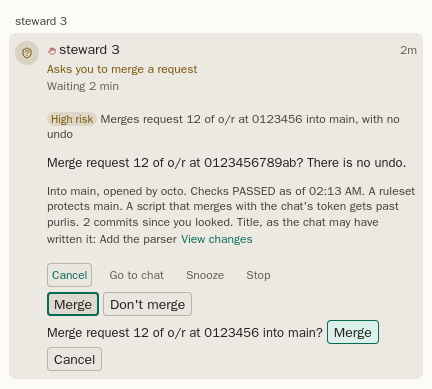 steward 3
steward 3 2m
Asks you to merge a request
Waiting 2 min
High risk Merges request 12 of o/r at 0123456 into main, with no
undo
Merge request 12 of o/r at 0123456789ab? There is no undo.
Into main, opened by octo. Checks PASSED as of 02:13 AM. A ruleset
protects main. A script that merges with the chat's token gets past
purlis. 2 commits since you looked. Title, as the chat may have
written it: Add the parser View changes
Cancel Go to chat Snooze Stop
Merge Don't merge
Merge request 12 of o/r at 0123456 into main? Merge
Cancel